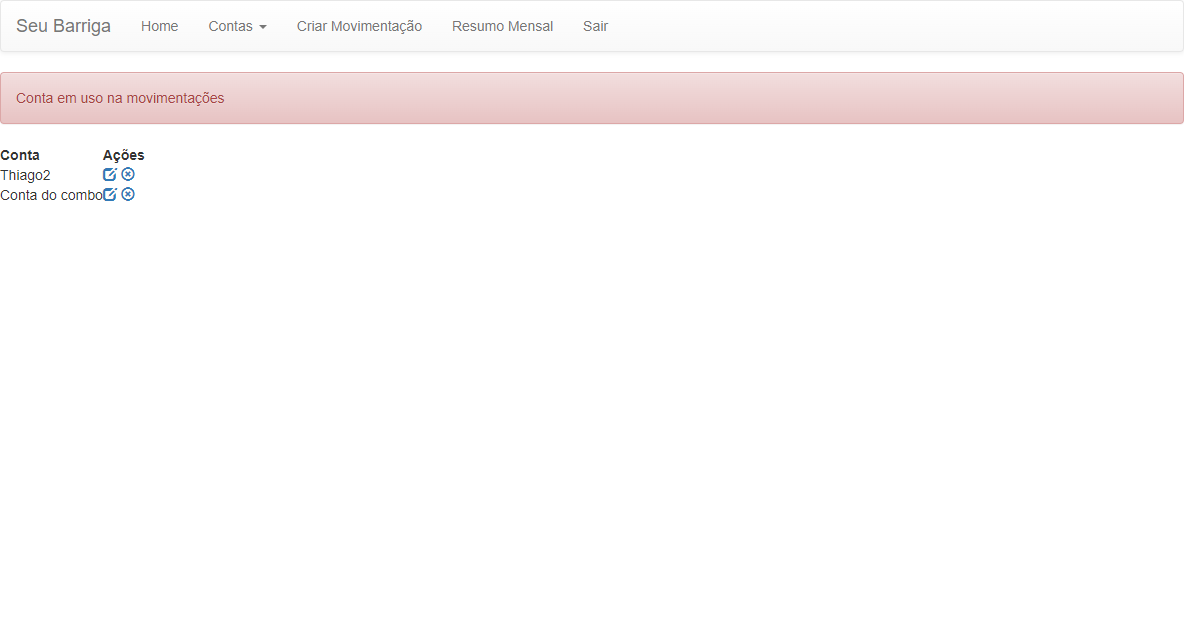 Seu Barriga Home Contas Criar Movimentação Resumo Mensal Sair
Conta em uso na movimentações
Conta Ações
Thiago2
Conta do combo